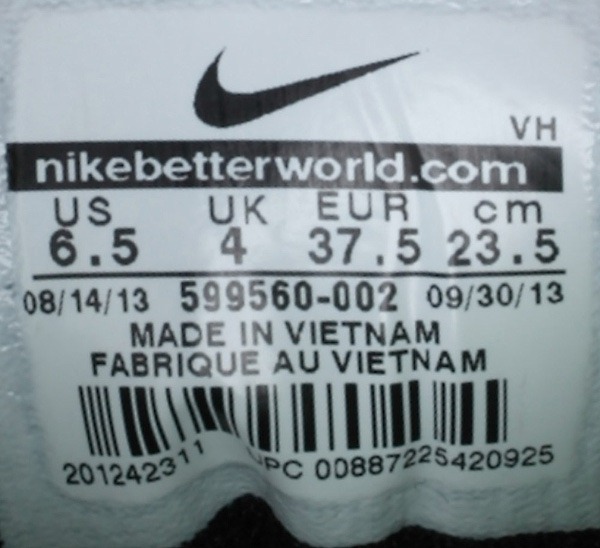 VH
nikebetterworld.com
US UK EUR cm
6.5 4 37.5 23.5
08/14/13 599560-002 09/30/13
MADE IN VIETNAM
FABRIQUE AU VIETNAM
201242311 UPC 00887225420925